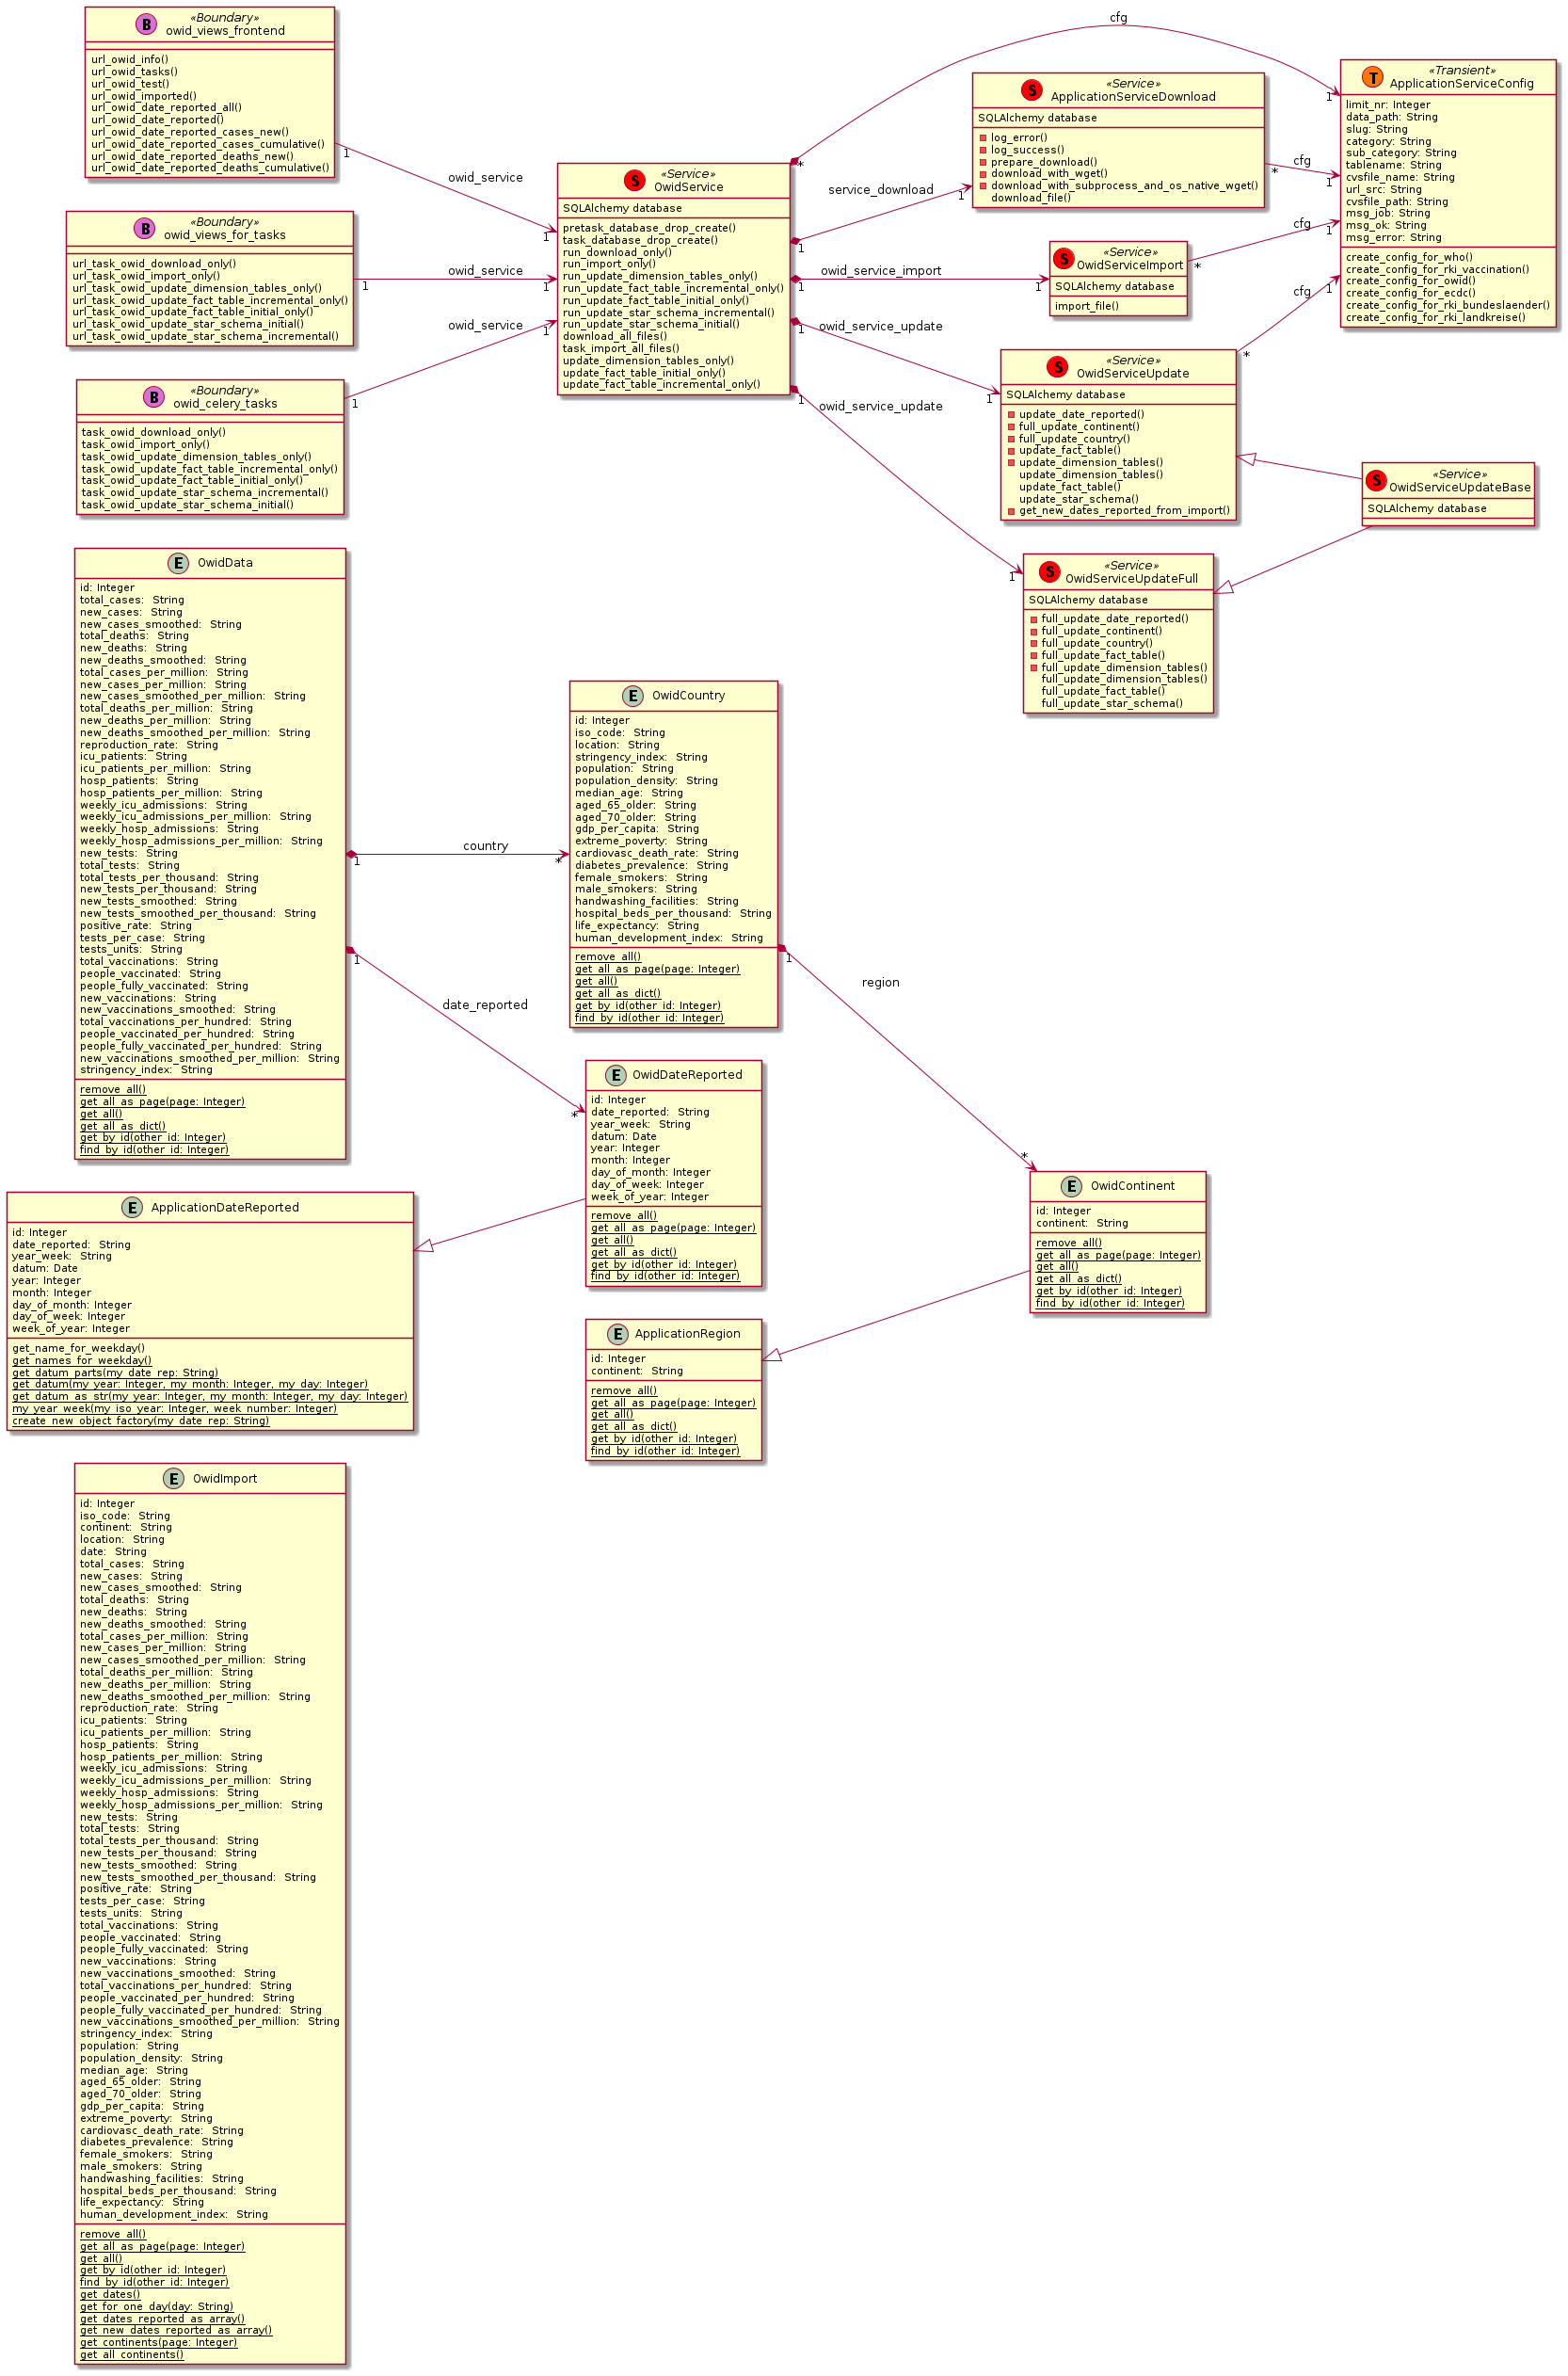 «Boundary»
B
owid_views_frontend
url_owid_info()
url_owid_tasks()
url_owid_test()
url_owid_imported()
url_owid_date_reported_all()
url_owid_date_reported()
url_owid_date_reported_cases_new()
url_owid_date_reported_cases_cumulative()
url_owid_date_reported_deaths_new()
url_owid_date_reported_deaths_cumulative()
«Boundary»
B
owid_views_for_tasks
url_task_owid_download_only()
url_task_owid_import_only()
url_task_owid_update_dimension_tables_only()
url_task_owid_update_fact_table_incremental_only()
url_task_owid_update_fact_table_initial_only()
url_task_owid_update_star_schema_initial()
url_task_owid_update_star_schema_incremental()
«Boundary»
B
owid_celery_tasks
task_owid_download_only()
task_owid_import_only()
task_owid_update_dimension_tables_only()
task_owid_update_fact_table_incremental_only()
task_owid_update_fact_table_initial_only()
task_owid_update_star_schema_incremental()
task_owid_update_star_schema_initial()
1
owid_service
1
1
owid_service
1
1
owid_service
1
«Service»
S
OwidService
SQLAlchemy database
pretask_database_drop_create()
task_database_drop_create()
run_download_only()
run_import_only()
run_update_dimension_tables_only()
run_update_fact_table_incremental_only()
run_update_fact_table_initial_only()
run_update_star_schema_incremental()
run_update_star_schema_initial()
download_all_files()
task_import_all_files()
update_dimension_tables_only()
update_fact_table_initial_only()
update_fact_table_incremental_only()
*
cfg
1
1
service_download
1
1
owid_service_import
1
1
owid_service_update
1
1
owid_service_update
1
«Service»
S
ApplicationServiceDownload
SQLAlchemy database
log_error()
log_success()
prepare_download()
download_with_wget()
download_with_subprocess_and_os_native_wget()
download_file()
*
cfg
1
«Service»
S
OwidServiceImport
SQLAlchemy database
import_file()
*
cfg
1
«Service»
S
OwidServiceUpdate
SQLAlchemy database
update_date_reported()
full_update_continent()
full_update_country()
update_fact_table()
update_dimension_tables()
update_dimension_tables()
update_fact_table()
update_star_schema()
get_new_dates_reported_from_import()
*
cfg
1
«Transient»
T
ApplicationServiceConfig
limit_nr: Integer
data_path: String
slug: String
category: String
sub_category: String
tablename: String
cvsfile_name: String
url_src: String
cvsfile_path: String
msg_job: String
msg_ok: String
msg_error: String
create_config_for_who()
create_config_for_rki_vaccination()
create_config_for_owid()
create_config_for_ecdc()
create_config_for_rki_bundeslaender()
create_config_for_rki_landkreise()
«Service»
S
OwidServiceUpdateBase
SQLAlchemy database
«Service»
S
OwidServiceUpdateFull
SQLAlchemy database
full_update_date_reported()
full_update_continent()
full_update_country()
full_update_fact_table()
full_update_dimension_tables()
full_update_dimension_tables()
full_update_fact_table()
full_update_star_schema()
E OwidData
id: Integer
total_cases: String
new_cases: String
new_cases_smoothed: String
total_deaths: String
new_deaths: String
new_deaths_smoothed: String
total_cases_per_million: String
new_cases_per_million: String
new_cases_smoothed_per_million: String
total_deaths_per_million: String
new_deaths_per_million: String
new_deaths_smoothed_per_million: String
reproduction_rate: String
icu_patients: String
icu_patients_per_million: String
hosp_patients: String
hosp_patients_per_million: String
weekly_icu_admissions: String
weekly_icu_admissions_per_million: String
weekly_hosp_admissions: String
weekly_hosp_admissions_per_million: String
new_tests: String
total_tests: String
total_tests_per_thousand: String
new_tests_per_thousand: String
new_tests_smoothed: String
new_tests_smoothed_per_thousand: String
positive_rate: String
tests_per_case: String
tests_units: String
total_vaccinations: String
people_vaccinated: String
people_fully_vaccinated: String
new_vaccinations: String
new_vaccinations_smoothed: String
total_vaccinations_per_hundred: String
people_vaccinated_per_hundred: String
people_fully_vaccinated_per_hundred: String
new_vaccinations_smoothed_per_million: String
stringency_index: String
remove_all()
get_all_as_page(page: Integer)
get_all()
get_all_as_dict()
get_by_id(other_id: Integer)
find_by_id(other_id: Integer)
1
country
*
1
date_reported
*
E OwidCountry
id: Integer
iso_code: String
location: String
stringency_index: String
population: String
population_density: String
median_age: String
aged_65_older: String
aged_70_older: String
gdp_per_capita: String
extreme_poverty: String
cardiovasc_death_rate: String
diabetes_prevalence: String
female_smokers: String
male_smokers: String
handwashing_facilities: String
hospital_beds_per_thousand: String
life_expectancy: String
human_development_index: String
remove_all()
get_all_as_page(page: Integer)
get_all()
get_all_as_dict()
get_by_id(other_id: Integer)
find_by_id(other_id: Integer)
1
region
*
E OwidDateReported
id: Integer
date_reported: String
year_week: String
datum: Date
year: Integer
month: Integer
day_of_month: Integer
day_of_week: Integer
week_of_year: Integer
remove_all()
get_all_as_page(page: Integer)
get_all()
get_all_as_dict()
get_by_id(other_id: Integer)
find_by_id(other_id: Integer)
E OwidContinent
id: Integer
continent: String
remove_all()
get_all_as_page(page: Integer)
get_all()
get_all_as_dict()
get_by_id(other_id: Integer)
find_by_id(other_id: Integer)
E ApplicationDateReported
id: Integer
date_reported: String
year_week: String
datum: Date
year: Integer
month: Integer
day_of_month: Integer
day_of_week: Integer
week_of_year: Integer
get_name_for_weekday()
get_names_for_weekday()
get_datum_parts(my_date_rep: String)
get_datum(my_year: Integer, my_month: Integer, my_day: Integer)
get_datum_as_str(my_year: Integer, my_month: Integer, my_day: Integer)
my_year_week(my_iso_year: Integer, week_number: Integer)
create_new_object_factory(my_date_rep: String)
E ApplicationRegion
id: Integer
continent: String
remove_all()
get_all_as_page(page: Integer)
get_all()
get_all_as_dict()
get_by_id(other_id: Integer)
find_by_id(other_id: Integer)
E OwidImport
id: Integer
iso_code: String
continent: String
location: String
date: String
total_cases: String
new_cases: String
new_cases_smoothed: String
total_deaths: String
new_deaths: String
new_deaths_smoothed: String
total_cases_per_million: String
new_cases_per_million: String
new_cases_smoothed_per_million: String
total_deaths_per_million: String
new_deaths_per_million: String
new_deaths_smoothed_per_million: String
reproduction_rate: String
icu_patients: String
icu_patients_per_million: String
hosp_patients: String
hosp_patients_per_million: String
weekly_icu_admissions: String
weekly_icu_admissions_per_million: String
weekly_hosp_admissions: String
weekly_hosp_admissions_per_million: String
new_tests: String
total_tests: String
total_tests_per_thousand: String
new_tests_per_thousand: String
new_tests_smoothed: String
new_tests_smoothed_per_thousand: String
positive_rate: String
tests_per_case: String
tests_units: String
total_vaccinations: String
people_vaccinated: String
people_fully_vaccinated: String
new_vaccinations: String
new_vaccinations_smoothed: String
total_vaccinations_per_hundred: String
people_vaccinated_per_hundred: String
people_fully_vaccinated_per_hundred: String
new_vaccinations_smoothed_per_million: String
stringency_index: String
population: String
population_density: String
median_age: String
aged_65_older: String
aged_70_older: String
gdp_per_capita: String
extreme_poverty: String
cardiovasc_death_rate: String
diabetes_prevalence: String
female_smokers: String
male_smokers: String
handwashing_facilities: String
hospital_beds_per_thousand: String
life_expectancy: String
human_development_index: String
remove_all()
get_all_as_page(page: Integer)
get_all()
get_by_id(other_id: Integer)
find_by_id(other_id: Integer)
get_dates()
get_for_one_day(day: String)
get_dates_reported_as_array()
get_new_dates_reported_as_array()
get_continents(page: Integer)
get_all_continents()